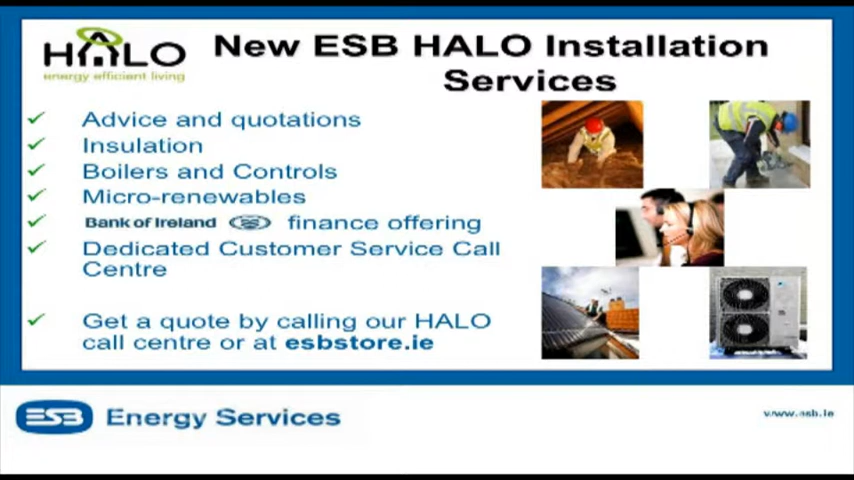 HALO
energy efficient living
New ESB HALO Installation
Services
Advice and quotations
Insulation
Boilers and Controls
Micro-renewables
Bank of Ireland finance offering
Dedicated Customer Service Call
Centre
Get a quote by calling our HALO
call centre or at esbstore.ie
ESB Energy Services
www.esb.ie